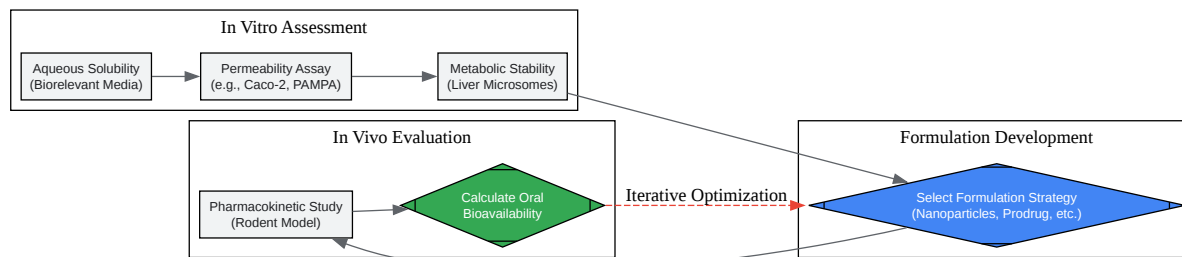 In Vitro Assessment
Aqueous Solubility
(Biorelevant Media)
Permeability Assay
(e.g., Caco-2, PAMPA)
Metabolic Stability
(Liver Microsomes)
In Vivo Evaluation
Pharmacokinetic Study
(Rodent Model)
Calculate Oral
Bioavailability
Iterative Optimization
Formulation Development
Select Formulation Strategy
(Nanoparticles, Prodrug, etc.)